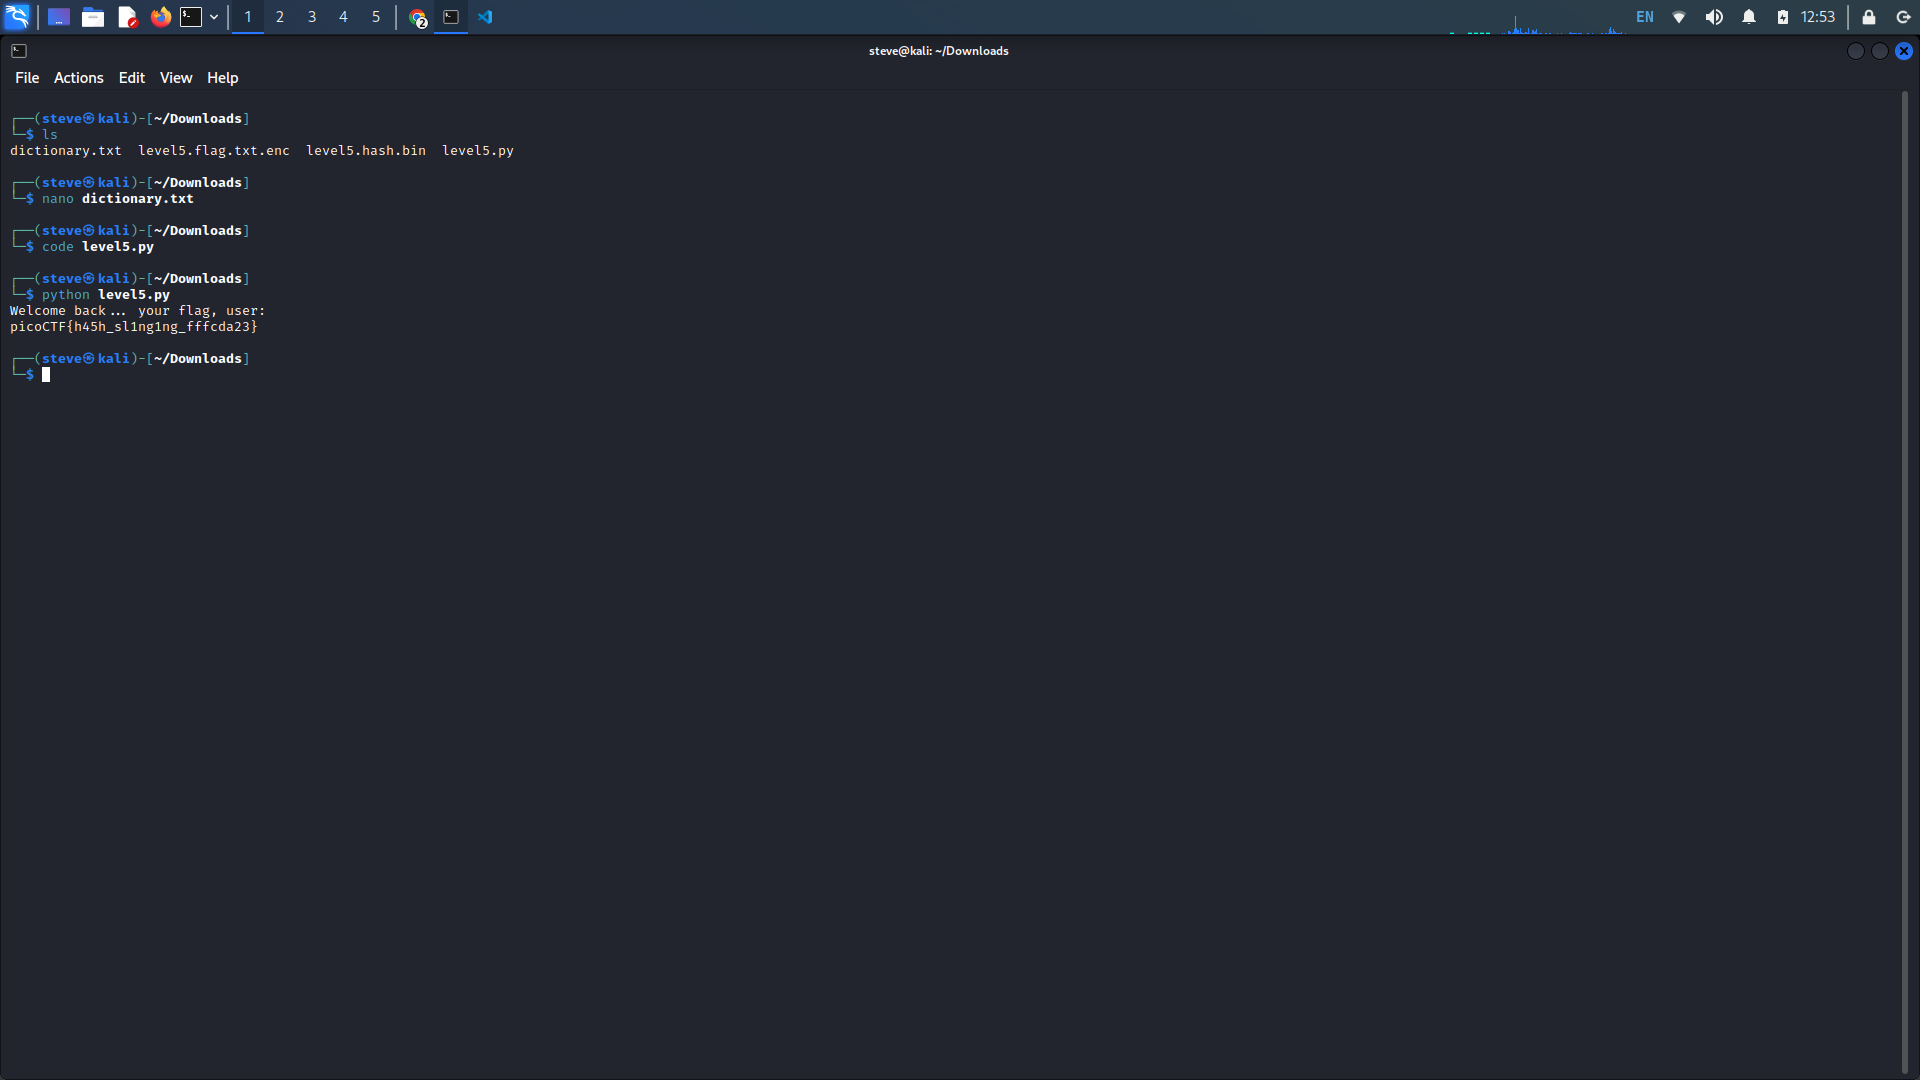 1 2 3 4 5 2 EN 12:53
steve@kali: ~/Downloads
File Actions Edit View Help
┌──(steve㉿kali)-[~/Downloads]
└─$ ls
dictionary.txt  level5.flag.txt.enc  level5.hash.bin  level5.py
┌──(steve㉿kali)-[~/Downloads]
└─$ nano dictionary.txt
┌──(steve㉿kali)-[~/Downloads]
└─$ code level5.py
┌──(steve㉿kali)-[~/Downloads]
└─$ python level5.py
Welcome back... your flag, user:
picoCTF{h45h_sl1ng1ng_fffcda23}
┌──(steve㉿kali)-[~/Downloads]
└─$